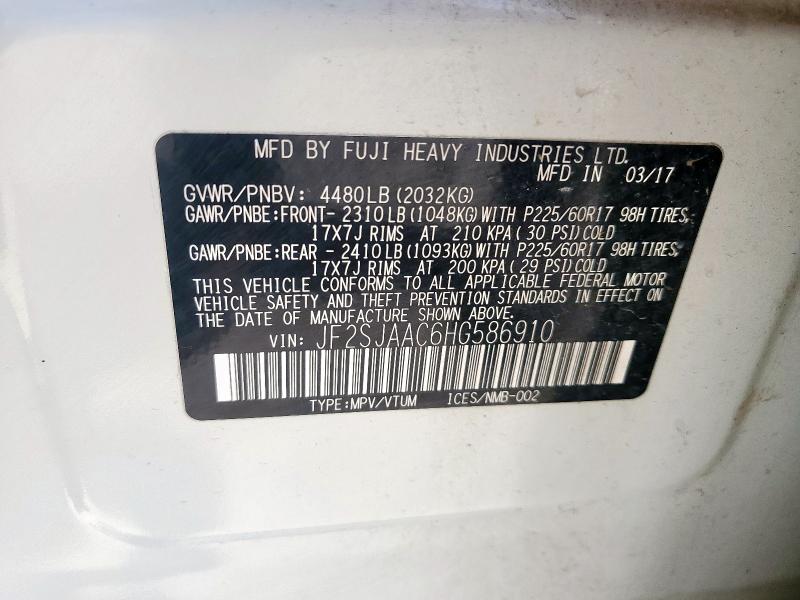 MFD BY FUJI HEAVY INDUSTRIES LTD.
MFD IN 03/17
GVWR/PNBV: 4480LB (2032KG)
GAWR/PNBE:FRONT- 2310 LB (1048KG) WITH P225/60R17 98H TIRES,
17X7J RIMS AT 210 KPA ( 30 PSI) COLD
GAWR/PNBE:REAR - 2410 LB (1093KG) WITH P225/60R17 98H TIRES,
17X7J RIMS AT 200 KPA ( 29 PSI) COLD
THIS VEHICLE CONFORMS TO ALL APPLICABLE FEDERAL MOTOR
VEHICLE SAFETY AND THEFT PREVENTION STANDARDS IN EFFECT ON
THE DATE OF MANUFACTURE SHOWN ABOVE.
VIN: JF2SJAAC6HG586910
TYPE:MPV/VTUM ICES/NMB-002